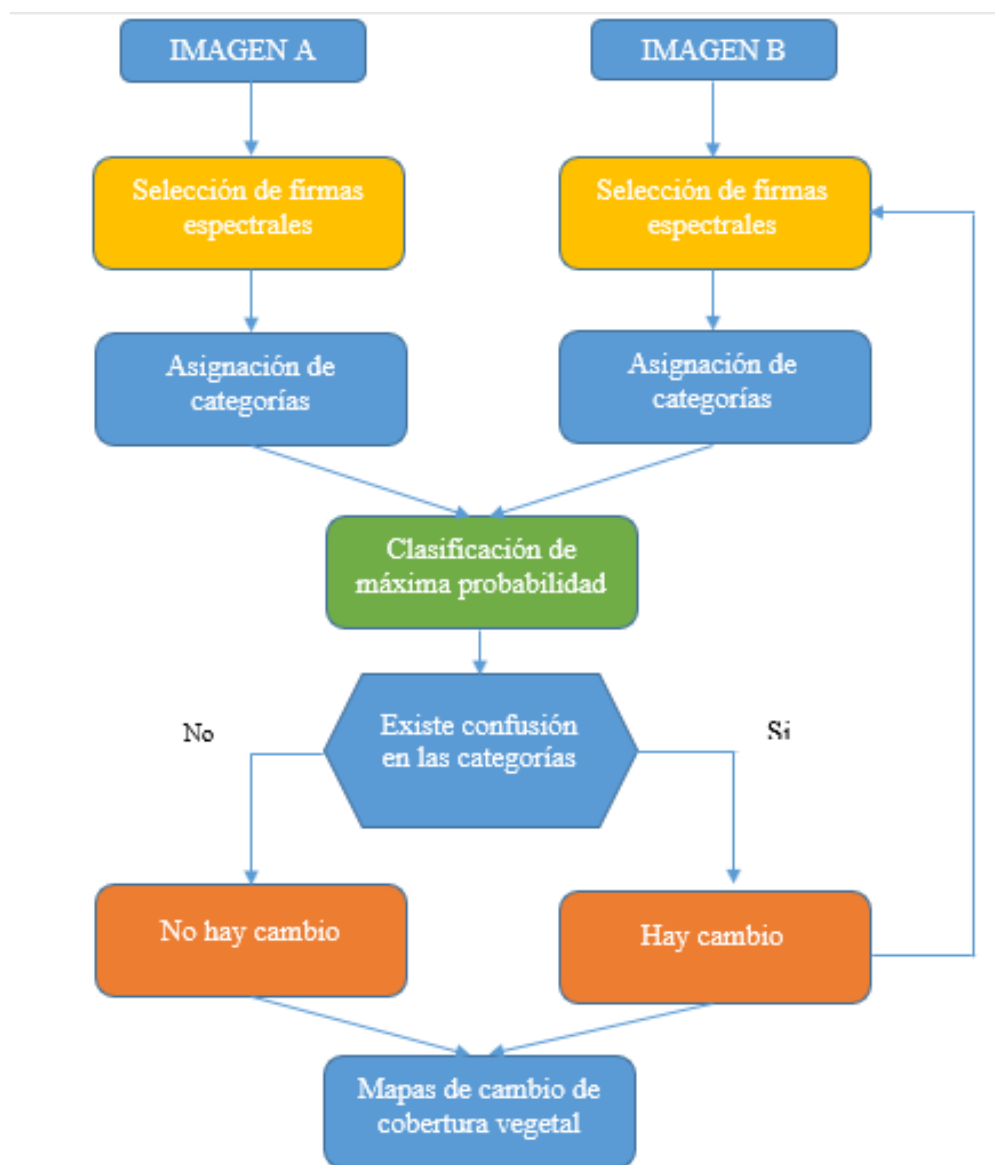 IMAGEN A
IMAGEN B
Selección de firmas
espectrales
Selección de firmas
espectrales
Asignación de
categorías
Asignación de
categorías
Clasificación de
máxima probabilidad
Existe confusión
en las categorías
No
Si
No hay cambio
Hay cambio
Mapas de cambio de
cobertura vegetal